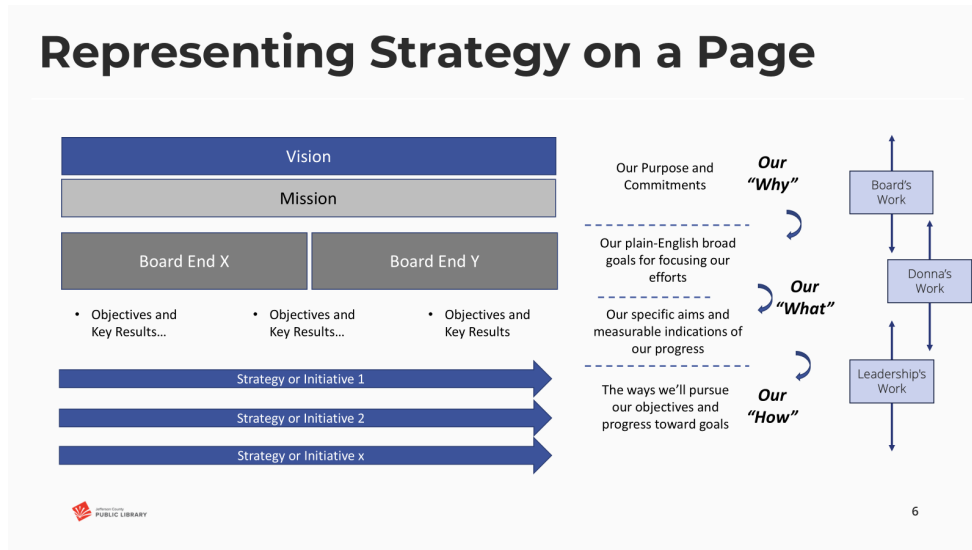 Representing Strategy on a Page
Vision
Mission
Board End X
Board End Y
• Objectives and
Key Results...
• Objectives and
Key Results...
• Objectives and
Key Results
Strategy or Initiative 1
Strategy or Initiative 2
Strategy or Initiative x
Our Purpose and
Commitments
Our
“Why”
Our plain-English broad
goals for focusing our
efforts
Our
“What”
Our specific aims and
measurable indications of
our progress
The ways we’ll pursue
our objectives and
progress toward goals
Our
“How”
Board’s
Work
Donna’s
Work
Leadership’s
Work
Jefferson County
PUBLIC LIBRARY
6